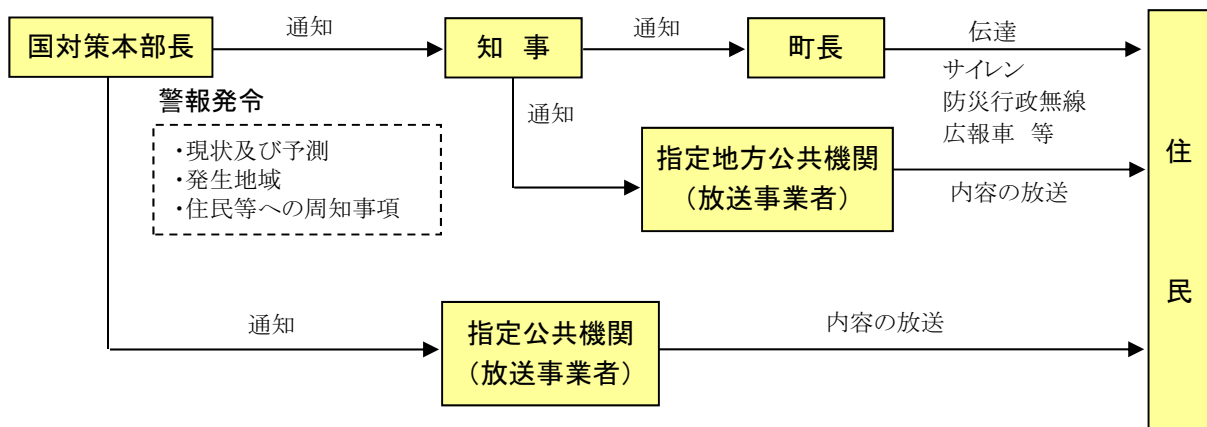 国対策本部長
通知
知 事
通知
町長
伝達
サイレン
防災行政無線
広報車 等
警報発令
・現状及び予測
・発生地域
・住民等への周知事項
通知
指定地方公共機関
（放送事業者）
内容の放送
住
民
通知
指定公共機関
（放送事業者）
内容の放送